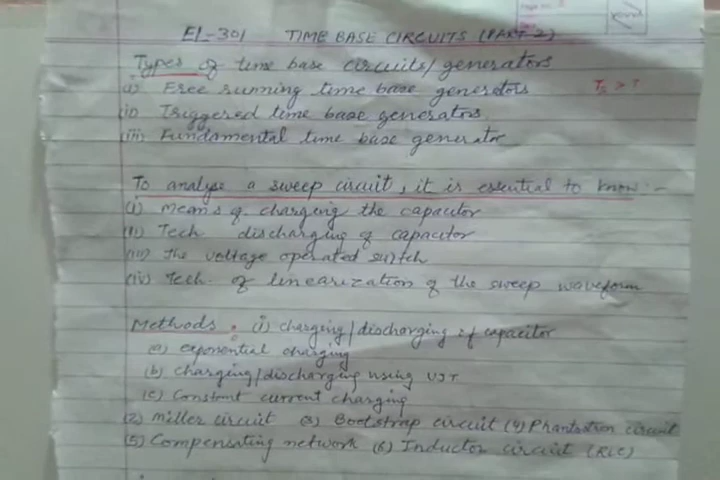 EL-301 TIME BASE CIRCUITS (PART-2)
Types of time base circuits/generators
(i) Free running time base generators
Ts > T
(ii) Triggered time base generators
(iii) Fundamental time base generator
To analyse a sweep circuit, it is essential to know:-
(i) Means of charging the capacitor
(ii) Tech discharging of capacitor
(iii) the voltage operated switch
(iv) Tech. of linearization of the sweep waveform
Methods : (i) charging/discharging of capacitor
(a) exponential charging
(b) charging/discharging using UJT
(c) Constant current charging
(2) Miller circuit (3) Bootstrap circuit (4) Phantastron circuit
(5) Compensating network (6) Inductor circuit (RLC)